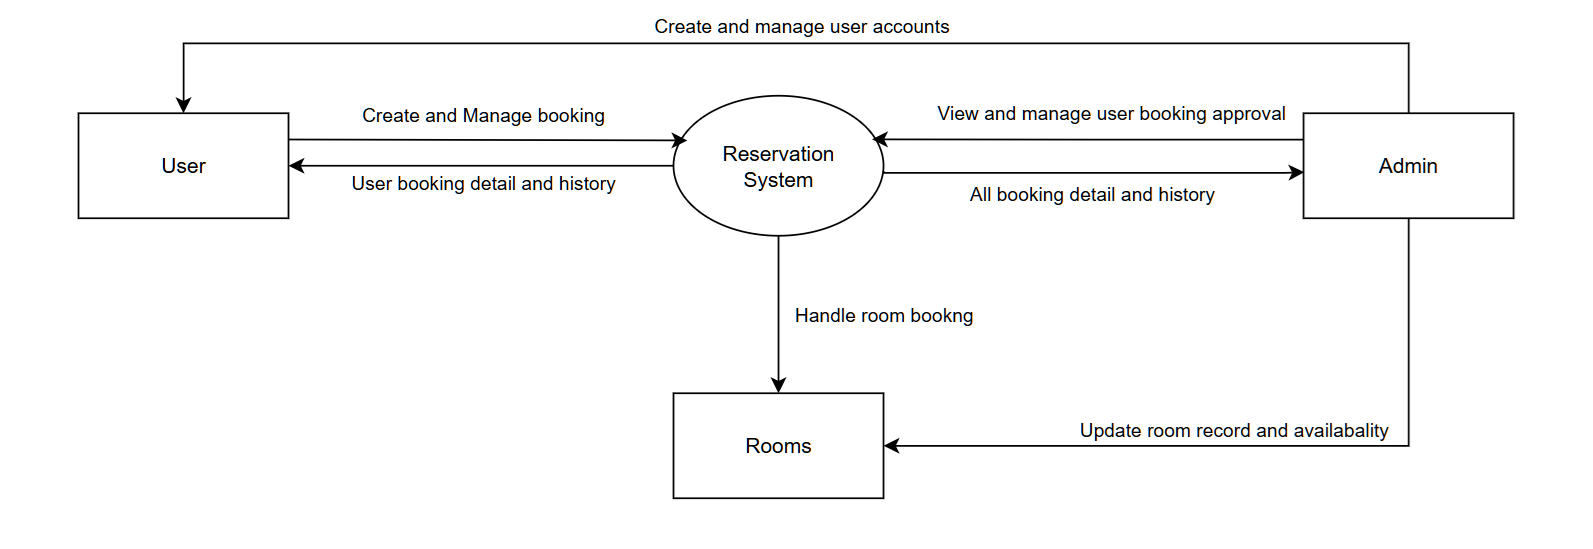 Create and manage user accounts
Create and Manage booking
View and manage user booking approval
User
Reservation
System
Admin
User booking detail and history
All booking detail and history
Handle room bookng
Rooms
Update room record and availabality